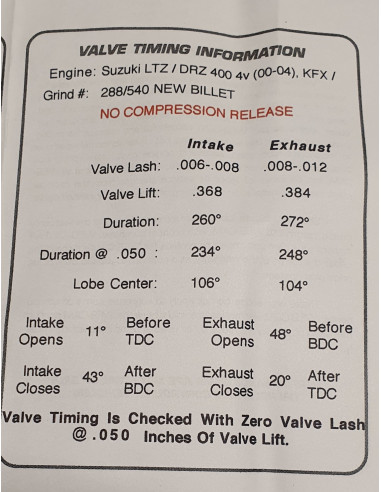 VALVE TIMING INFORMATION
Engine: Suzuki LTZ / DRZ 400 4v (00-04), KFX /
Grind #: 288/540 NEW BILLET
NO COMPRESSION RELEASE
Intake Exhaust
Valve Lash: .006-.008 .008-.012
Valve Lift: .368 .384
Duration: 260° 272°
Duration @ .050 : 234° 248°
Lobe Center: 106° 104°
Intake Opens 11° Before TDC Exhaust Opens 48° Before BDC
Intake Closes 43° After BDC Exhaust Closes 20° After TDC
Valve Timing Is Checked With Zero Valve Lash
@ .050 Inches Of Valve Lift.